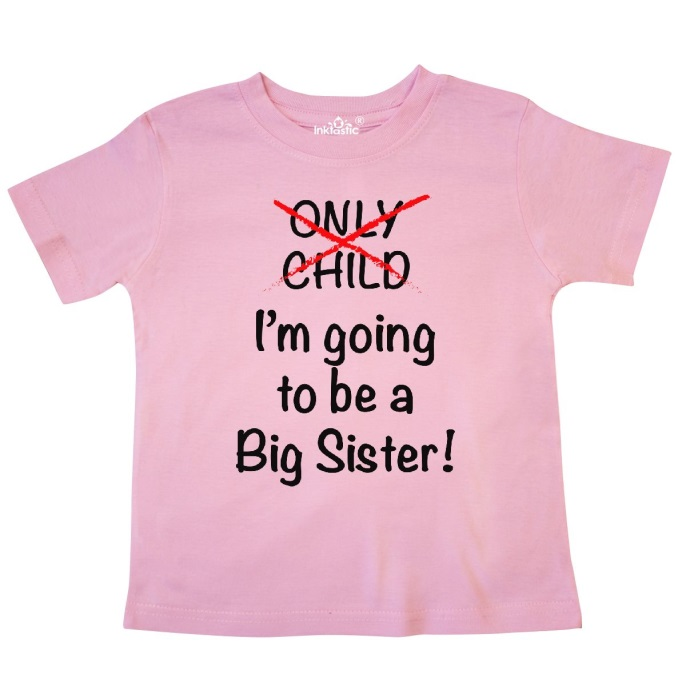 inktastic®
ONLY
CHILD
I'm going
to be a
Big Sister!